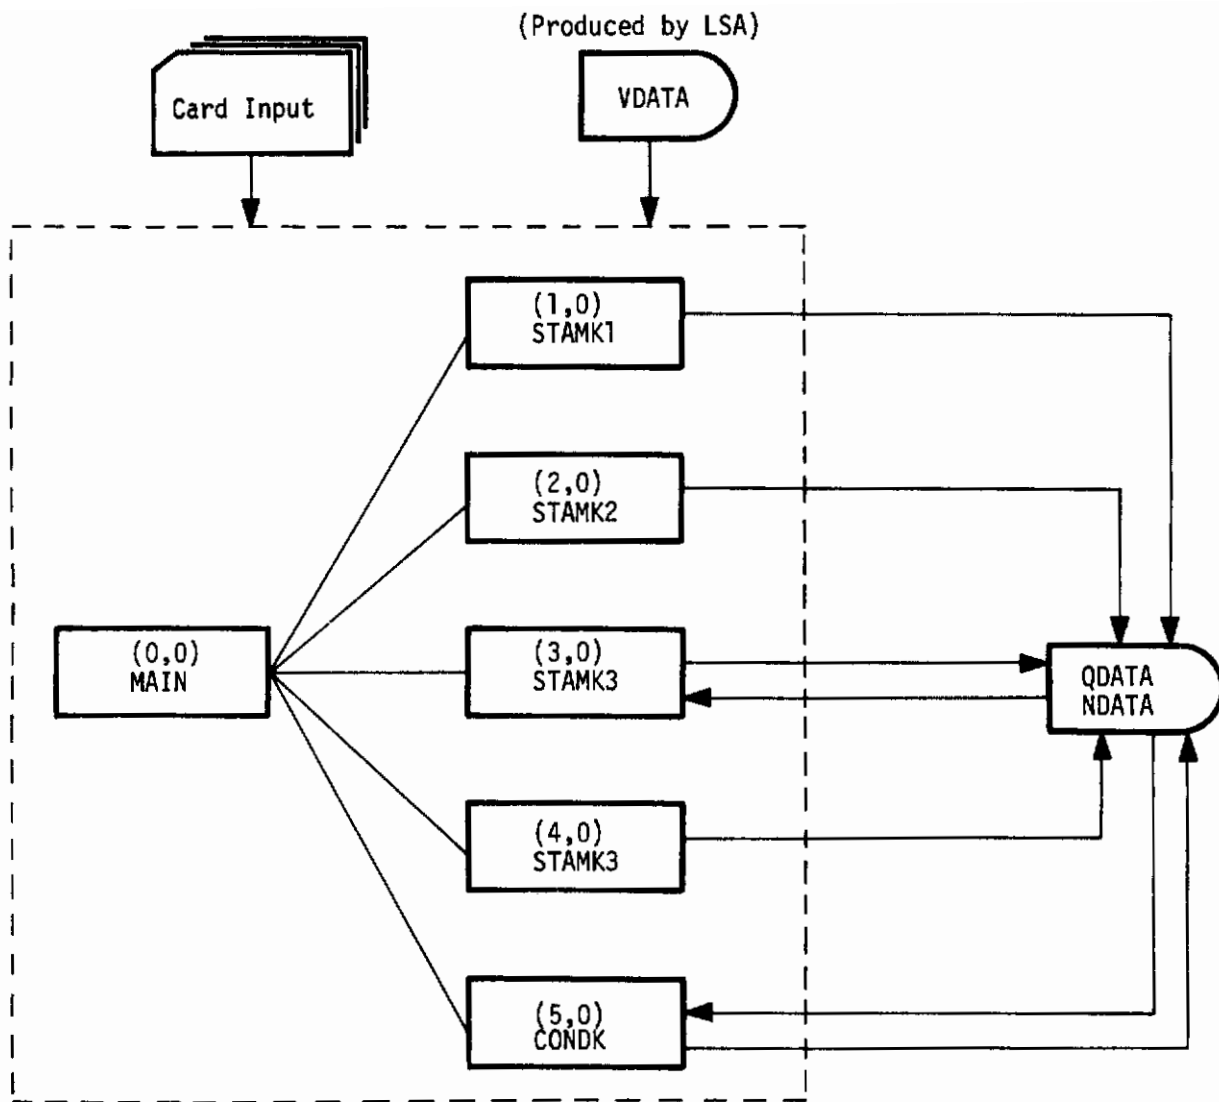 (Produced by LSA)
Card Input
VDATA
(1,0)
STAMK1
(2,0)
STAMK2
(0,0)
MAIN
(3,0)
STAMK3
QDATA
NDATA
(4,0)
STAMK3
(5,0)
CONDK